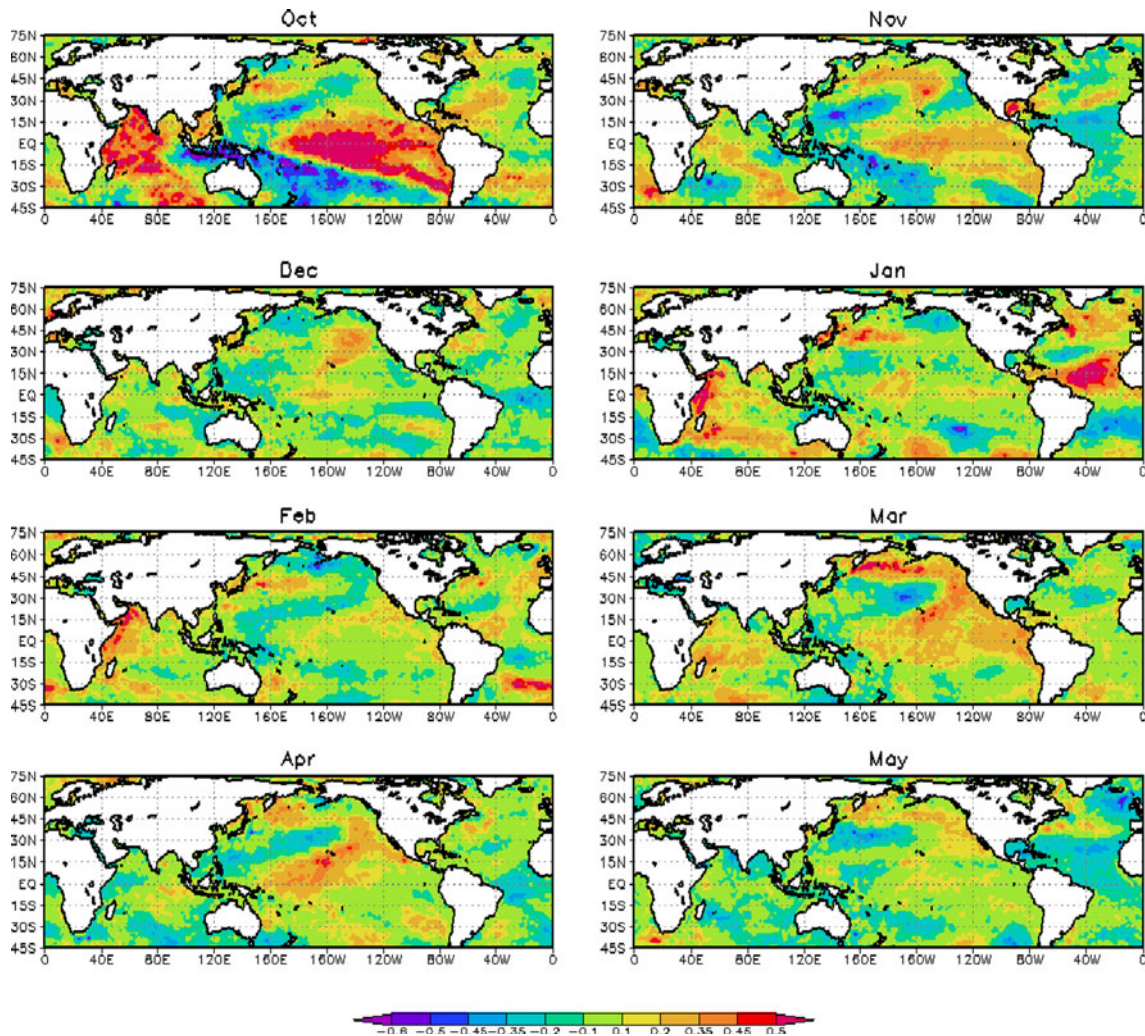 Oct
75N
60N
45N
30N
15N
EQ
15S
30S
45S
0 40E 80E 120E 160E 160W 120W 80W 40W 0
Nov
75N
60N
45N
30N
15N
EQ
15S
30S
45S
0 40E 80E 120E 160E 160W 120W 80W 40W 0
Dec
75N
60N
45N
30N
15N
EQ
15S
30S
45S
0 40E 80E 120E 160E 160W 120W 80W 40W 0
Jan
75N
60N
45N
30N
15N
EQ
15S
30S
45S
0 40E 80E 120E 160E 160W 120W 80W 40W 0
Feb
75N
60N
45N
30N
15N
EQ
15S
30S
45S
0 40E 80E 120E 160E 160W 120W 80W 40W 0
Mar
75N
60N
45N
30N
15N
EQ
15S
30S
45S
0 40E 80E 120E 160E 160W 120W 80W 40W 0
Apr
75N
60N
45N
30N
15N
EQ
15S
30S
45S
0 40E 80E 120E 160E 160W 120W 80W 40W 0
May
75N
60N
45N
30N
15N
EQ
15S
30S
45S
0 40E 80E 120E 160E 160W 120W 80W 40W 0
-0.6 -0.5 -0.45 -0.35 -0.2 -0.1 0.1 0.2 0.35 0.45 0.5